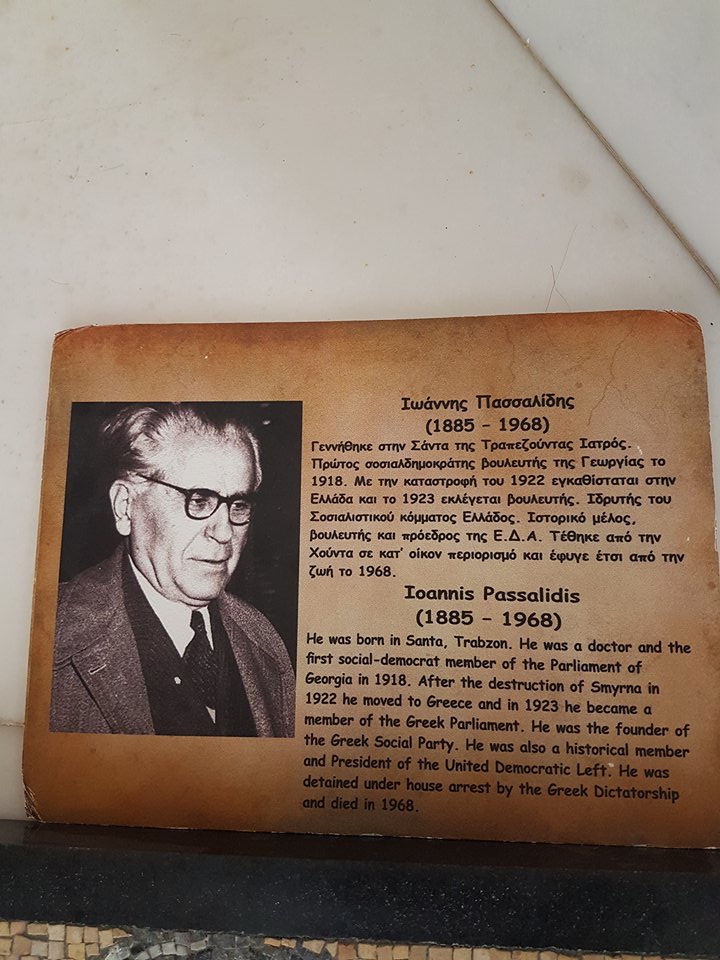 Ιωάννης Πασσαλίδης
(1885 - 1968)
Γεννήθηκε στην Σάντα της Τραπεζούντας Ιατρός.
Πρώτος σοσιαλδημοκράτης βουλευτής της Γεωργίας το
1918. Με την καταστροφή του 1922 εγκαθίσταται στην
Ελλάδα και το 1923 εκλέγεται βουλευτής. Ιδρυτής του
Σοσιαλιστικού κόμματος Ελλάδος. Ιστορικό μέλος,
βουλευτής και πρόεδρος της Ε.Δ.Α. Τέθηκε από την
Χούντα σε κατ' οίκον περιορισμό και έφυγε έτσι από την
ζωή το 1968.
Ioannis Passalidis
(1885 - 1968)
He was born in Santa, Trabzon. He was a doctor and the
first social-democrat member of the Parliament of
Georgia in 1918. After the destruction of Smyrna in
1922 he moved to Greece and in 1923 he became a
member of the Greek Parliament. He was the founder of
the Greek Social Party. He was also a historical member
and President of the United Democratic Left. He was
detained under house arrest by the Greek Dictatorship
and died in 1968.